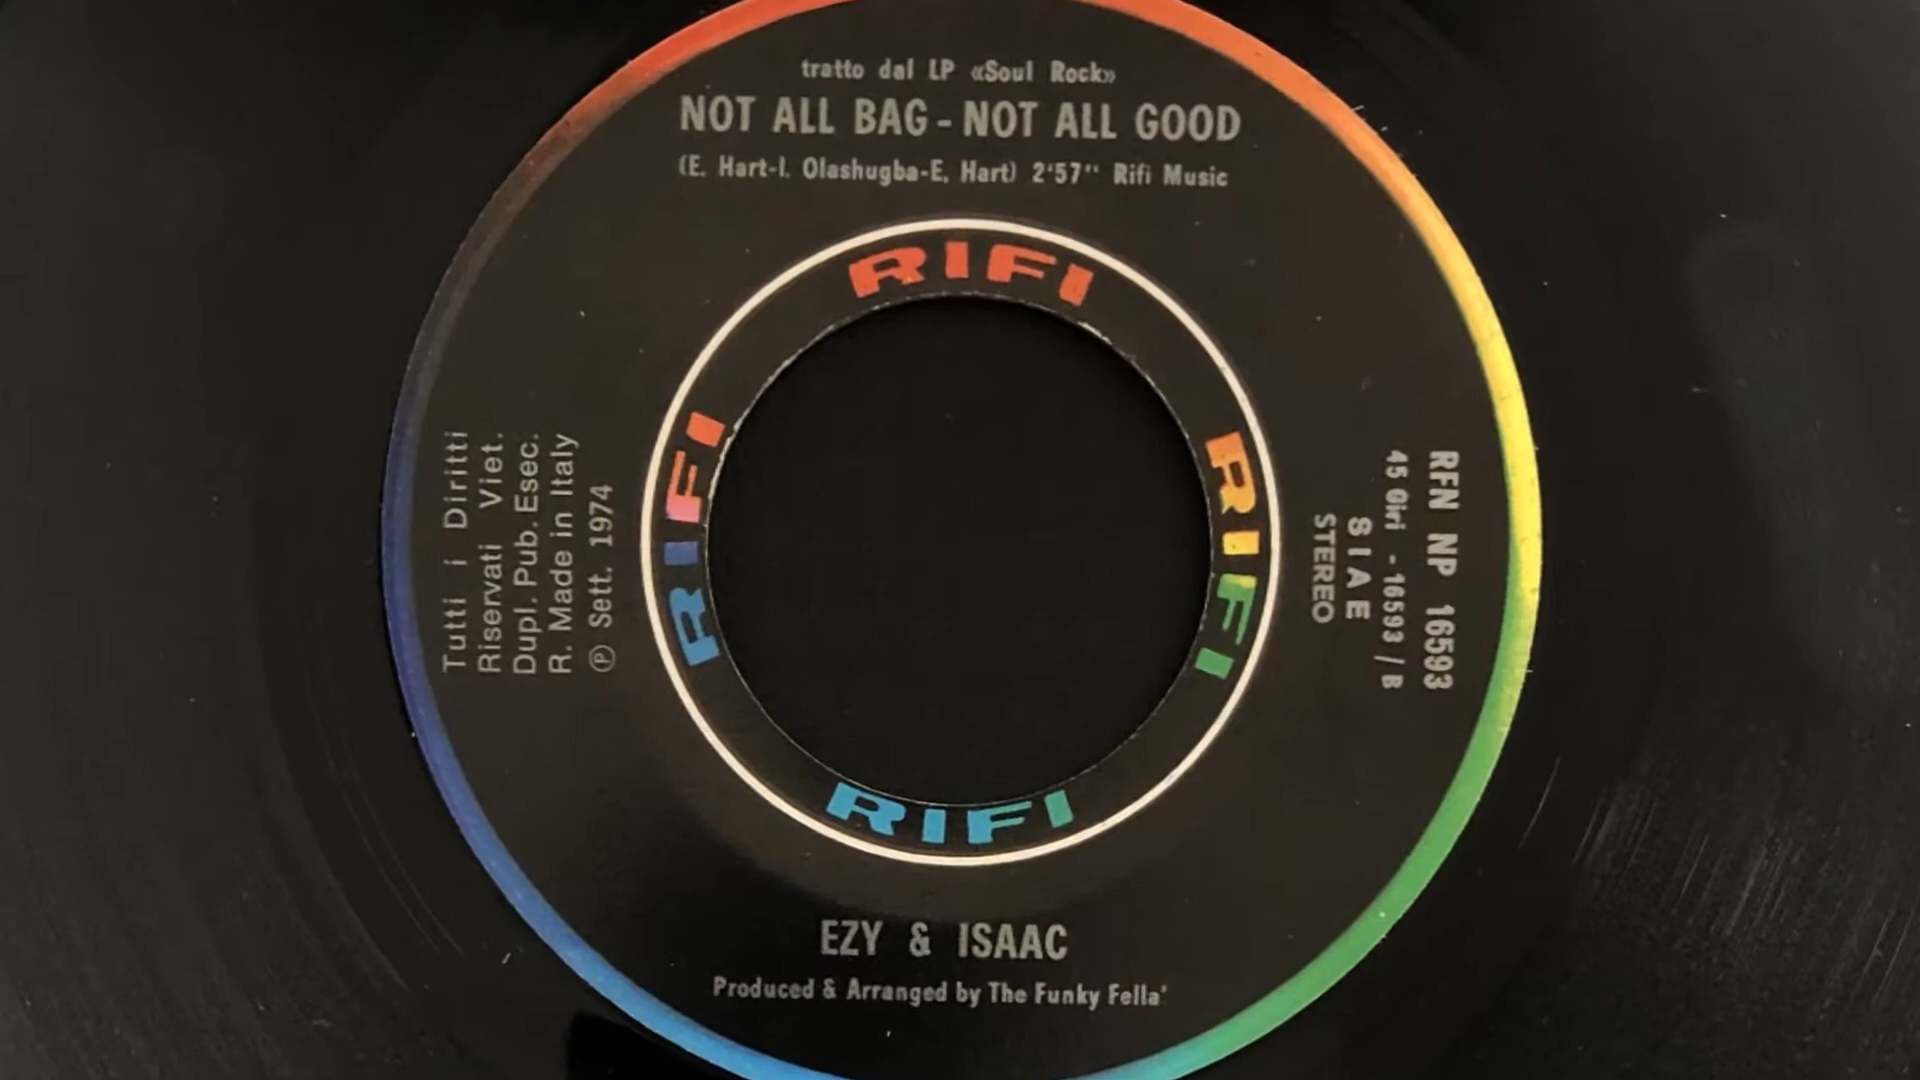 tratto dal LP «Soul Rock»
NOT ALL BAG - NOT ALL GOOD
(E. Hart-I. Olashugba-E. Hart) 2'57'' Rifi Music
RIFI
RIFI
RIFI
RIFI
Tutti i Diritti
Riservati Viet.
Dupl. Pub. Esec.
R. Made in Italy
℗ Sett. 1974
RFN NP 16593
45 Giri - 16593 / B
SIAE
STEREO
EZY & ISAAC
Produced & Arranged by The Funky Fella'